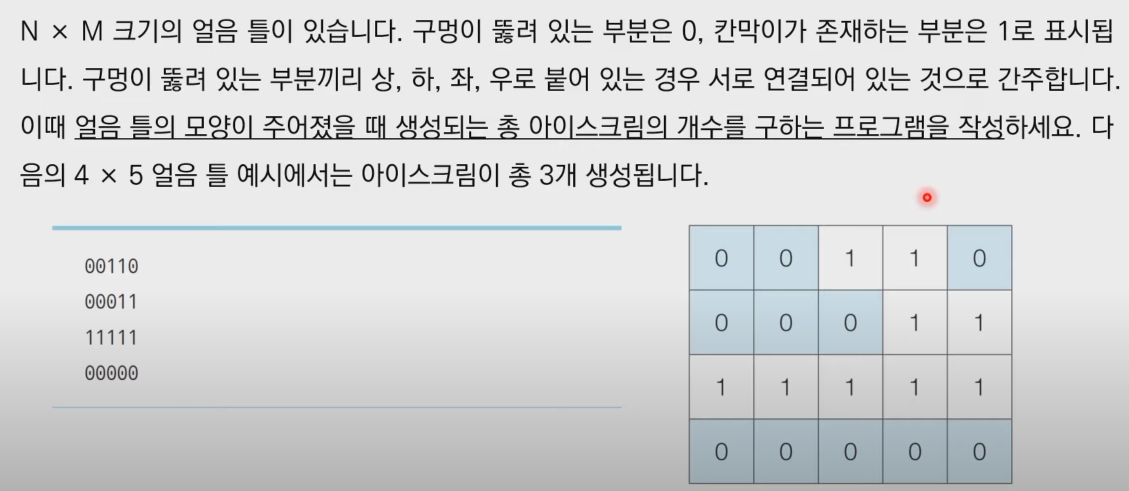 N × M 크기의 얼음 틀이 있습니다. 구멍이 뚫려 있는 부분은 0, 칸막이가 존재하는 부분은 1로 표시됩
니다. 구멍이 뚫려 있는 부분끼리 상, 하, 좌, 우로 붙어 있는 경우 서로 연결되어 있는 것으로 간주합니다.
이때 얼음 틀의 모양이 주어졌을 때 생성되는 총 아이스크림의 개수를 구하는 프로그램을 작성하세요. 다
음의 4 × 5 얼음 틀 예시에서는 아이스크림이 총 3개 생성됩니다.
00110
00011
11111
00000
0 0 1 1 0
0 0 0 1 1
1 1 1 1 1
0 0 0 0 0